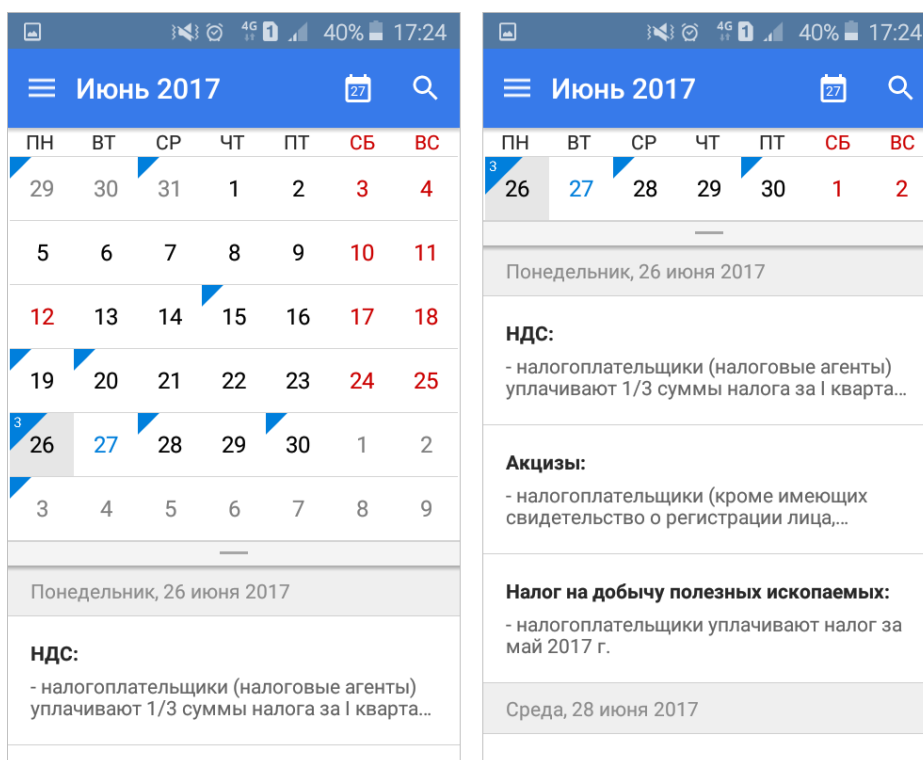 4G 1 40% 17:24
Июнь 2017 27
ПН ВТ СР ЧТ ПТ СБ ВС
29 30 31 1 2 3 4
5 6 7 8 9 10 11
12 13 14 15 16 17 18
19 20 21 22 23 24 25
3
26 27 28 29 30 1 2
3 4 5 6 7 8 9
Понедельник, 26 июня 2017
НДС:
- налогоплательщики (налоговые агенты)
уплачивают 1/3 суммы налога за I кварта...
4G 1 40% 17:24
Июнь 2017 27
ПН ВТ СР ЧТ ПТ СБ ВС
3
26 27 28 29 30 1 2
Понедельник, 26 июня 2017
НДС:
- налогоплательщики (налоговые агенты)
уплачивают 1/3 суммы налога за I кварта...
Акцизы:
- налогоплательщики (кроме имеющих
свидетельство о регистрации лица,...
Налог на добычу полезных ископаемых:
- налогоплательщики уплачивают налог за
май 2017 г.
Среда, 28 июня 2017